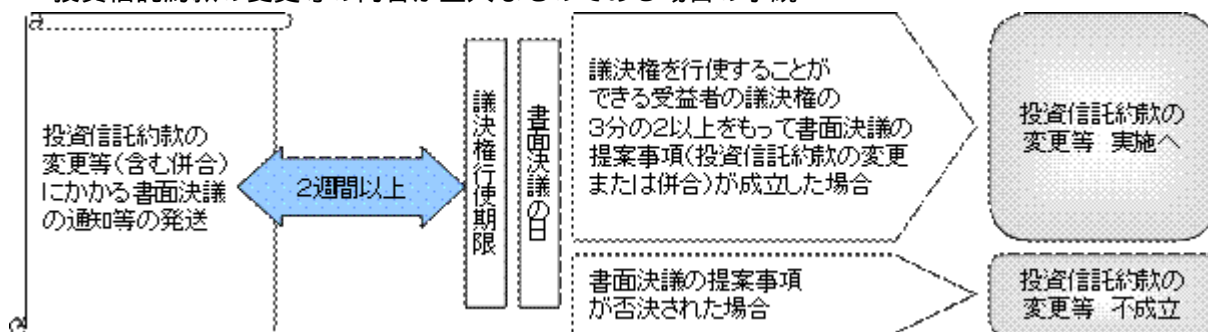 投資信託約款の
変更等(含む併合)
にかかる書面決議
の通知等の発送
2週間以上
議決権行使期限
書面決議の日
議決権を行使することが
できる受益者の議決権の
3分の2以上をもって書面決議の
提案事項(投資信託約款の変更
または併合)が成立した場合
投資信託約款の
変更等 実施へ
書面決議の提案事項
が否決された場合
投資信託約款の
変更等 不成立